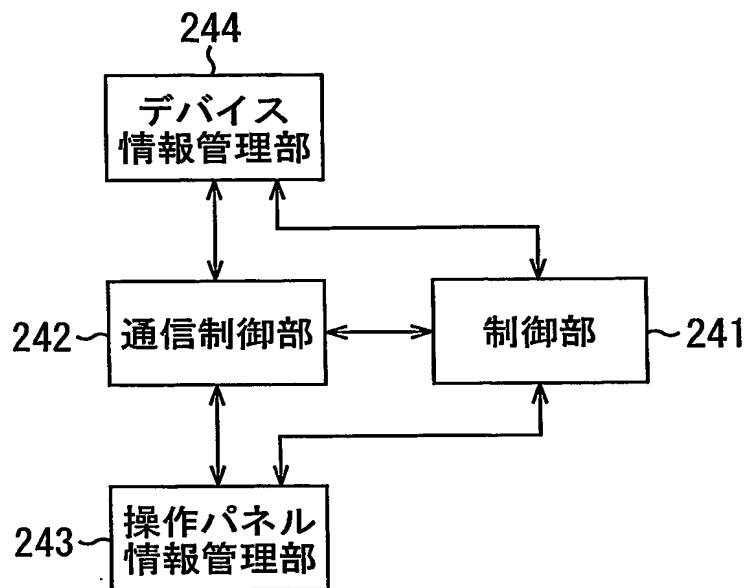 244
デバイス
情報管理部
242
通信制御部
制御部
241
243
操作パネル
情報管理部